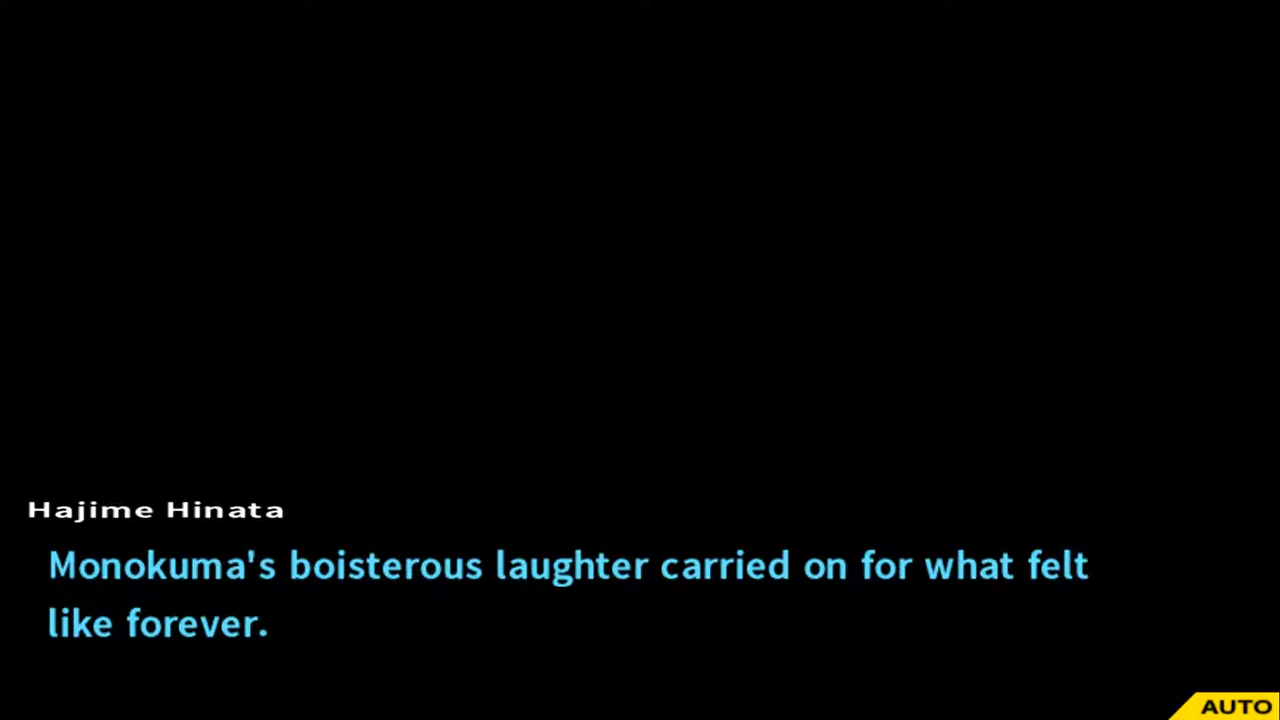 Hajime Hinata
Monokuma's boisterous laughter carried on for what felt
like forever.
AUTO